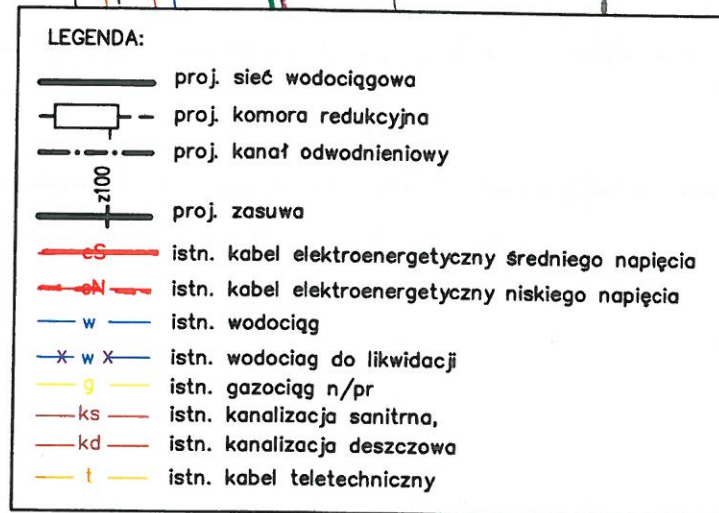 LEGENDA:
proj. sieć wodociągowa
proj. komora redukcyjna
proj. kanał odwodnieniowy
z100
proj. zasuwa
eS istn. kabel elektroenergetyczny średniego napięcia
eN istn. kabel elektroenergetyczny niskiego napięcia
w istn. wodociąg
x w x istn. wodociag do likwidacji
g istn. gazociąg n/pr
ks istn. kanalizacja sanitrna,
kd istn. kanalizacja deszczowa
t istn. kabel teletechniczny